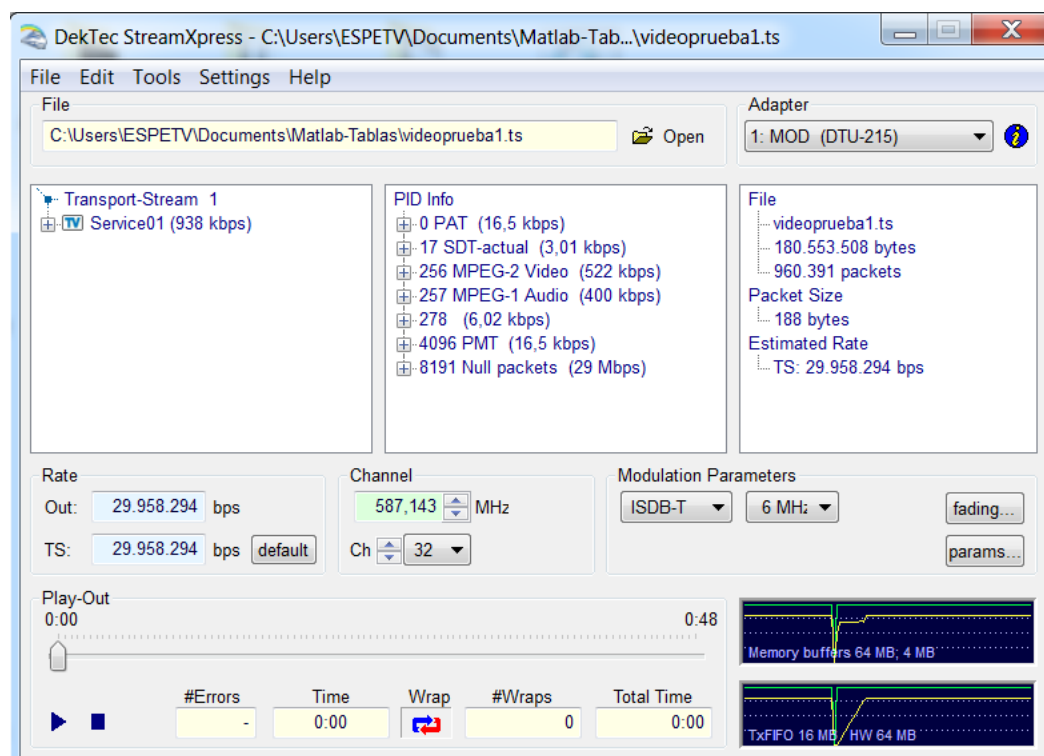 DekTec StreamXpress - C:\Users\ESPETV\Documents\Matlab-Tab...\videoprueba1.ts
File Edit Tools Settings Help
File
C:\Users\ESPETV\Documents\Matlab-Tablas\videoprueba1.ts
Open
Adapter
1: MOD (DTU-215)
i
Transport-Stream 1
TV Service01 (938 kbps)
PID Info
0 PAT (16,5 kbps)
17 SDT-actual (3,01 kbps)
256 MPEG-2 Video (522 kbps)
257 MPEG-1 Audio (400 kbps)
278 (6,02 kbps)
4096 PMT (16,5 kbps)
8191 Null packets (29 Mbps)
File
videoprueba1.ts
180.553.508 bytes
960.391 packets
Packet Size
188 bytes
Estimated Rate
TS: 29.958.294 bps
Rate
Out: 29.958.294 bps
TS: 29.958.294 bps default
Channel
587,143 MHz
Ch 32
Modulation Parameters
ISDB-T 6 MHz
fading...
params...
Play-Out
0:00 0:48
#Errors Time Wrap #Wraps Total Time
- 0:00 0 0:00
Memory buffers 64 MB; 4 MB
TxFIFO 16 MB/ HW 64 MB